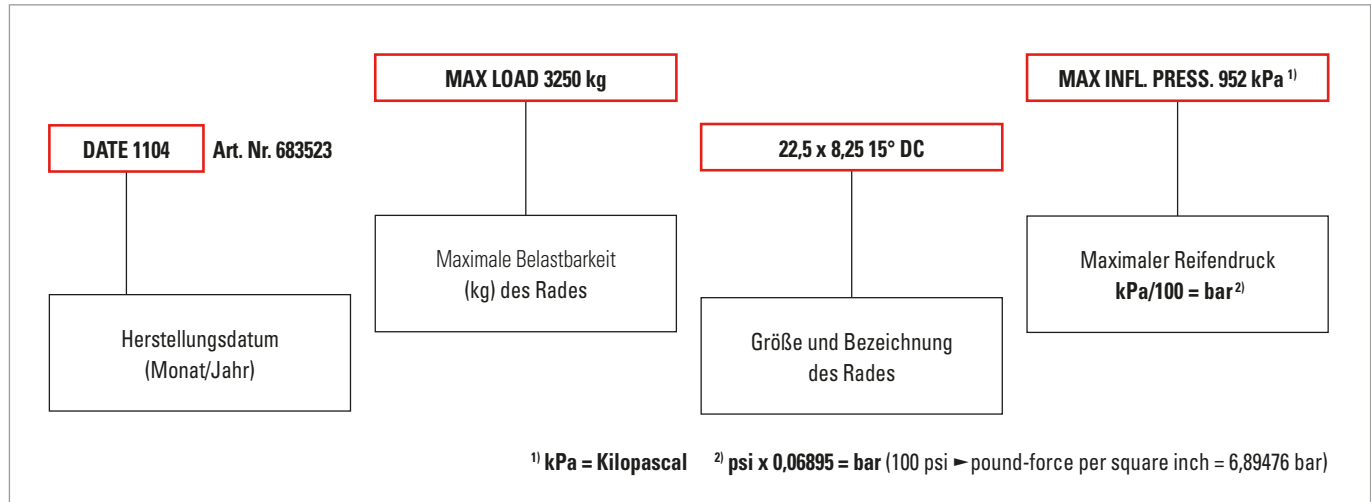 MAX LOAD 3250 kg
MAX INFL. PRESS. 952 kPa ¹⁾
DATE 1104
Art. Nr. 683523
22,5 x 8,25 15° DC
Maximale Belastbarkeit
(kg) des Rades
Maximaler Reifendruck
kPa/100 = bar²⁾
Herstellungsdatum
(Monat/Jahr)
Größe und Bezeichnung
des Rades
¹⁾ kPa = Kilopascal ²⁾ psi x 0,06895 = bar (100 psi ►pound-force per square inch = 6,89476 bar)